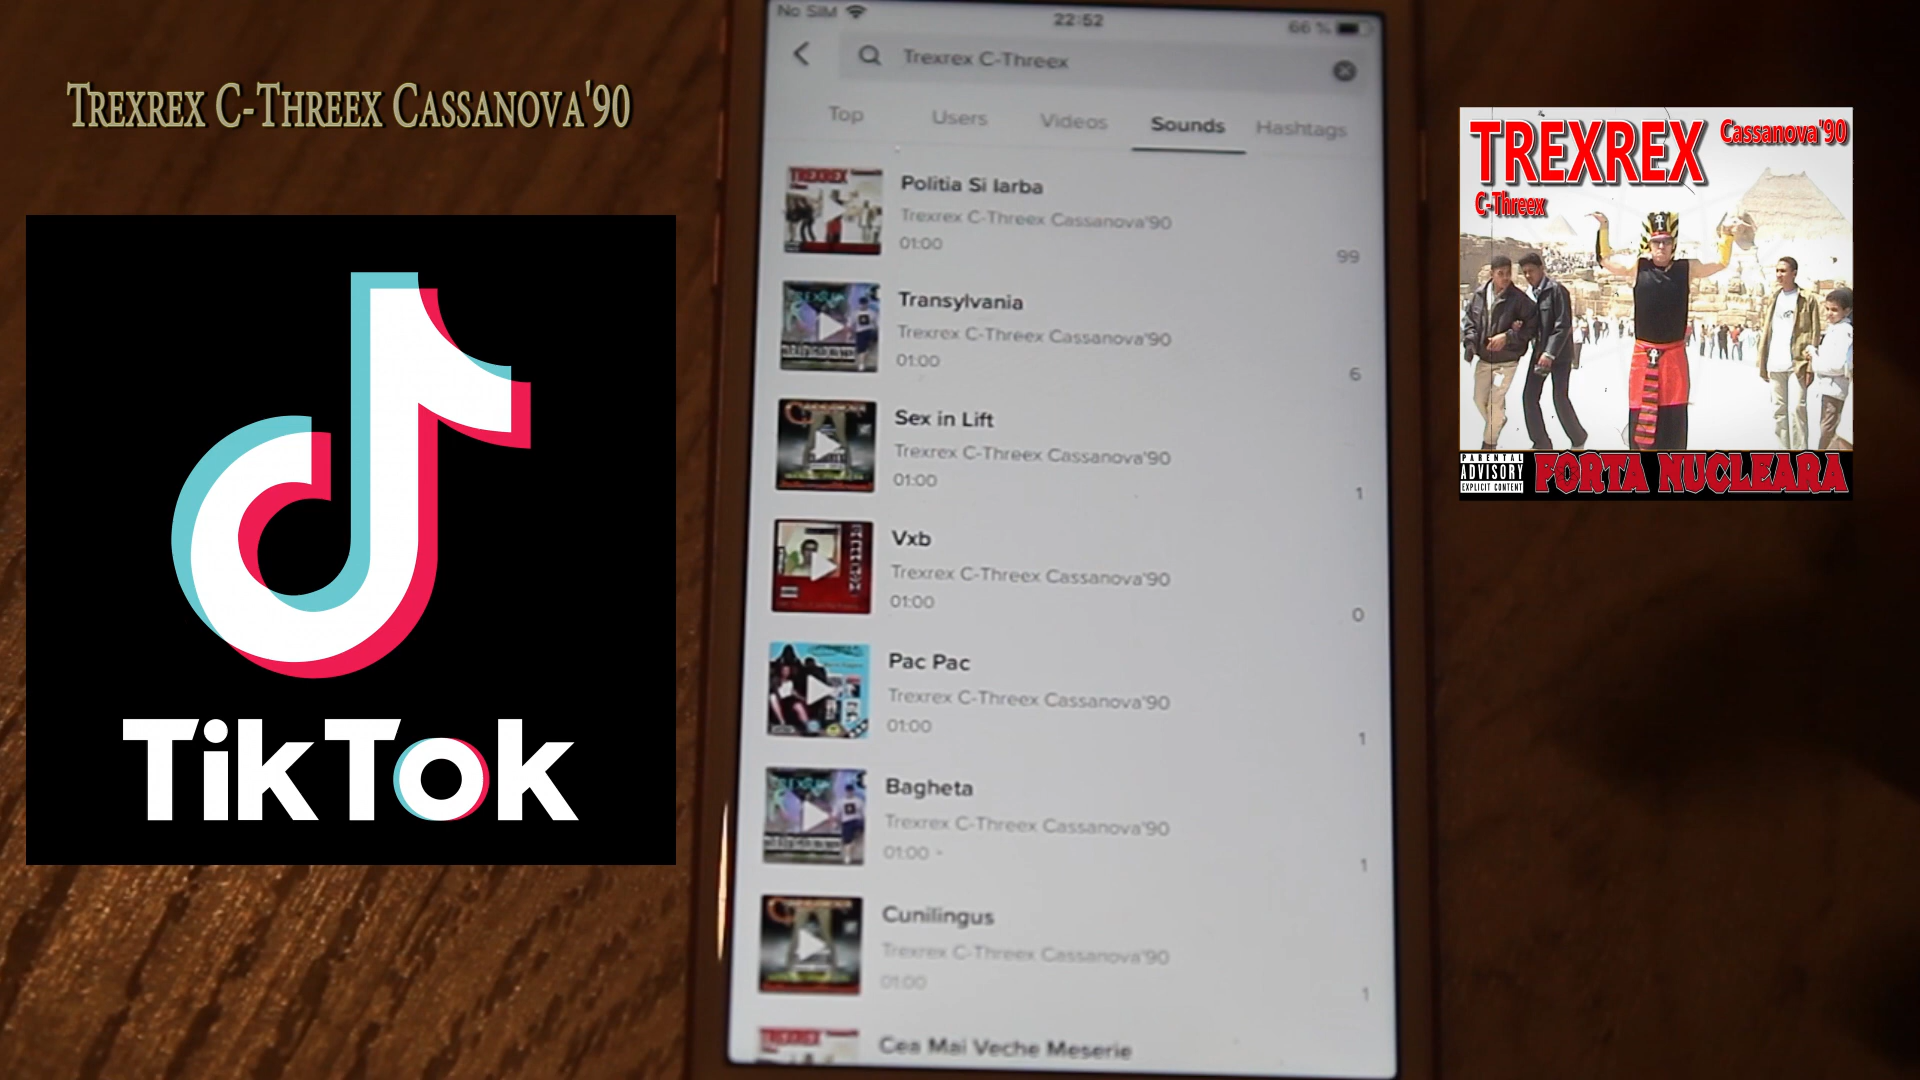 TREXREX C-THREEX CASSANOVA'90
TikTok
No SIM
22:52
66 %
Trexrex C-Threex
Top
Users
Videos
Sounds
Hashtags
Politia Si Iarba
Trexrex C-Threex Cassanova'90
01:00
99
Transylvania
Trexrex C-Threex Cassanova'90
01:00
6
Sex in Lift
Trexrex C-Threex Cassanova'90
01:00
1
Vxb
Trexrex C-Threex Cassanova'90
01:00
0
Pac Pac
Trexrex C-Threex Cassanova'90
01:00
1
Bagheta
Trexrex C-Threex Cassanova'90
01:00
1
Cunilingus
Trexrex C-Threex Cassanova'90
01:00
1
TREXREX
Cea Mai Veche Meserie
TREXREX
Cassanova'90
C-Threex
PARENTAL
ADVISORY
EXPLICIT CONTENT
FORTA NUCLEARA